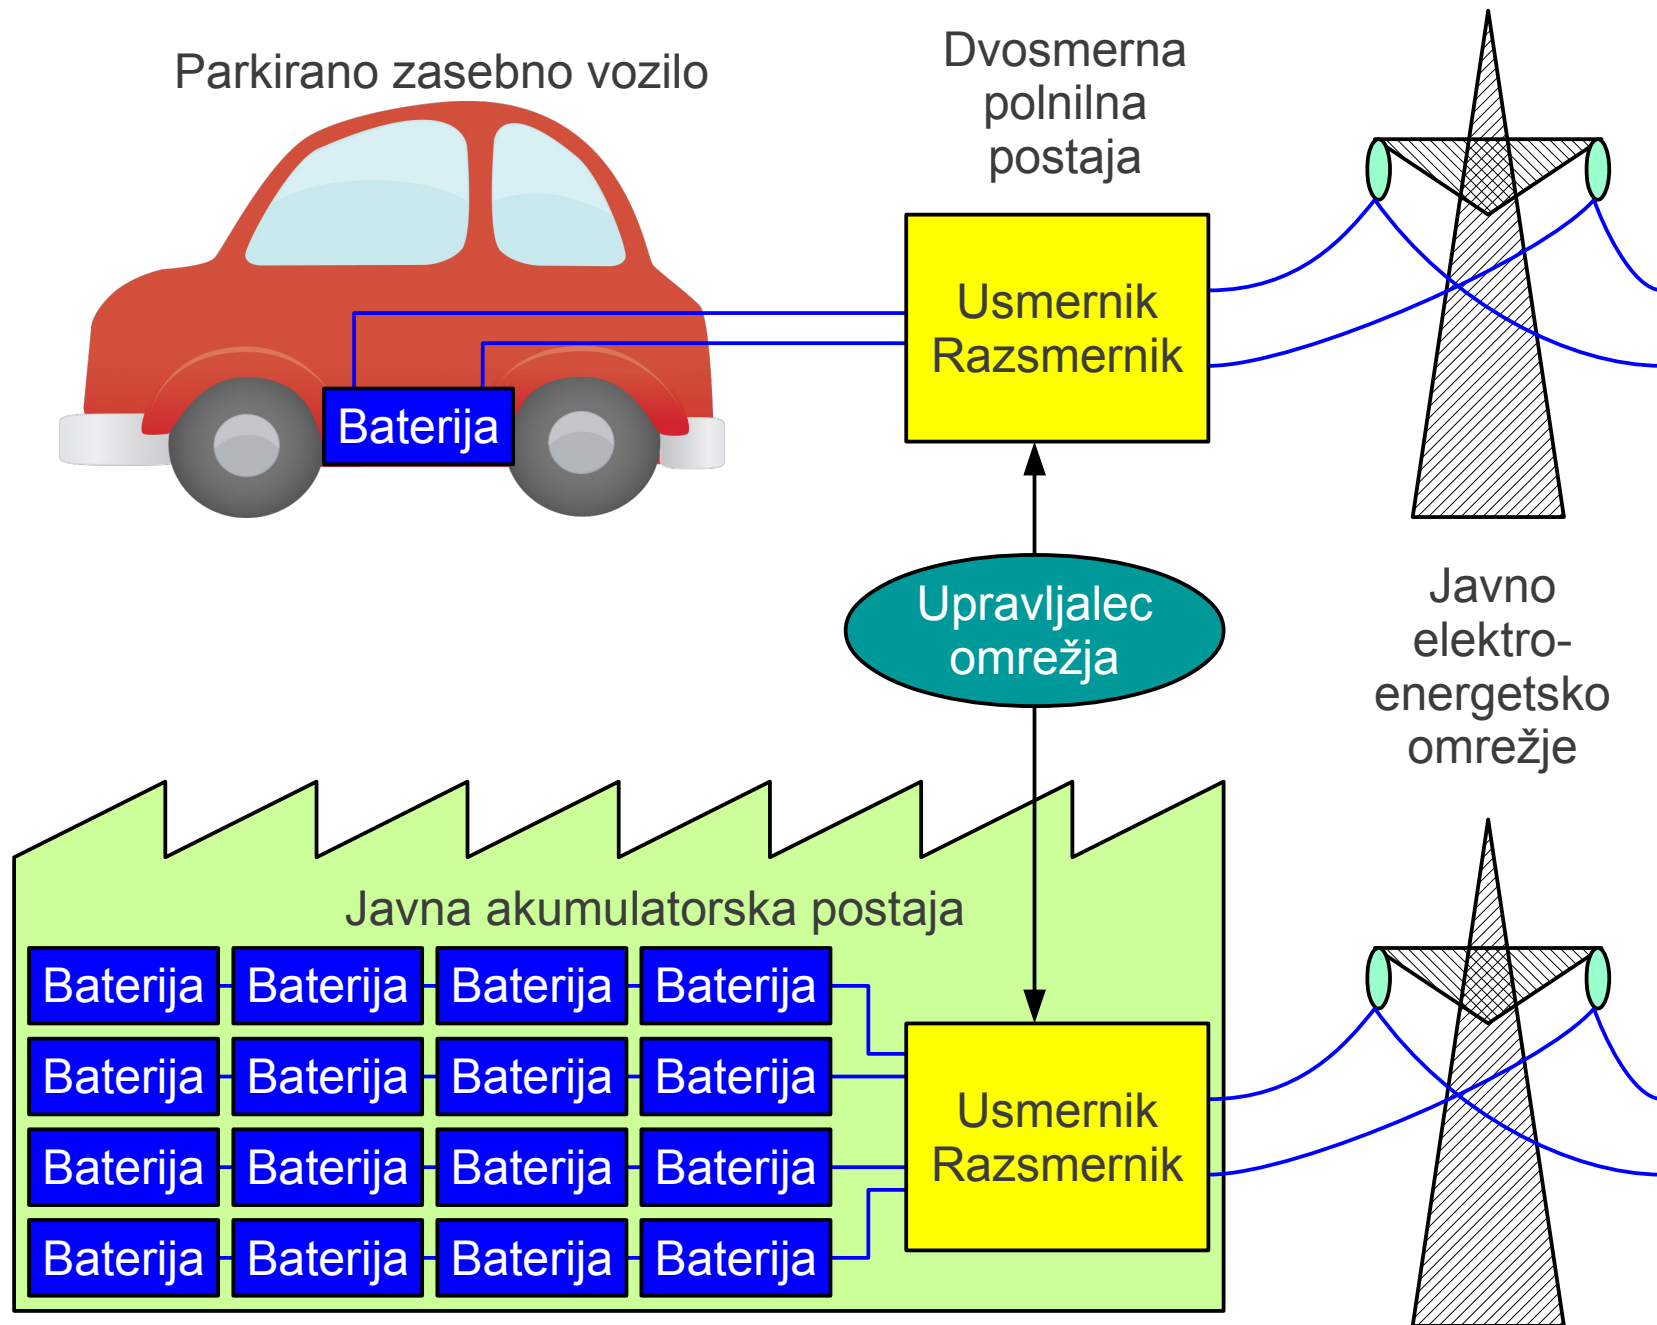 Parkirano zasebno vozilo
Dvosmerna
polnilna
postaja
Usmernik
Razsmernik
Baterija
Upravljalec
omrežja
Javno
elektro-
energetsko
omrežje
Javna akumulatorska postaja
Baterija Baterija Baterija Baterija
Baterija Baterija Baterija Baterija
Baterija Baterija Baterija Baterija
Baterija Baterija Baterija Baterija
Usmernik
Razsmernik